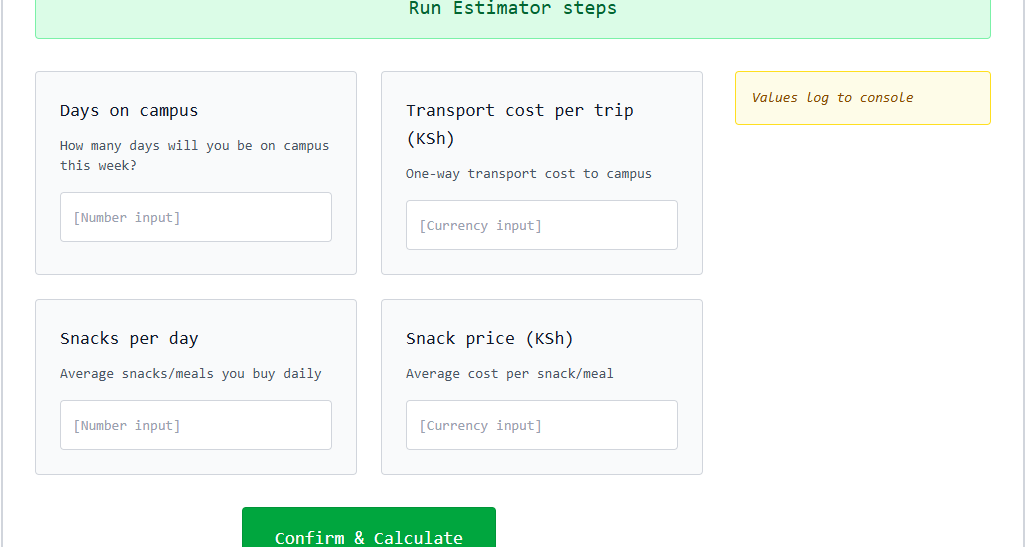 Run Estimator steps
Days on campus
How many days will you be on campus
this week?
[Number input]
Transport cost per trip
(KSh)
One-way transport cost to campus
[Currency input]
Values log to console
Snacks per day
Average snacks/meals you buy daily
[Number input]
Snack price (KSh)
Average cost per snack/meal
[Currency input]
Confirm & Calculate